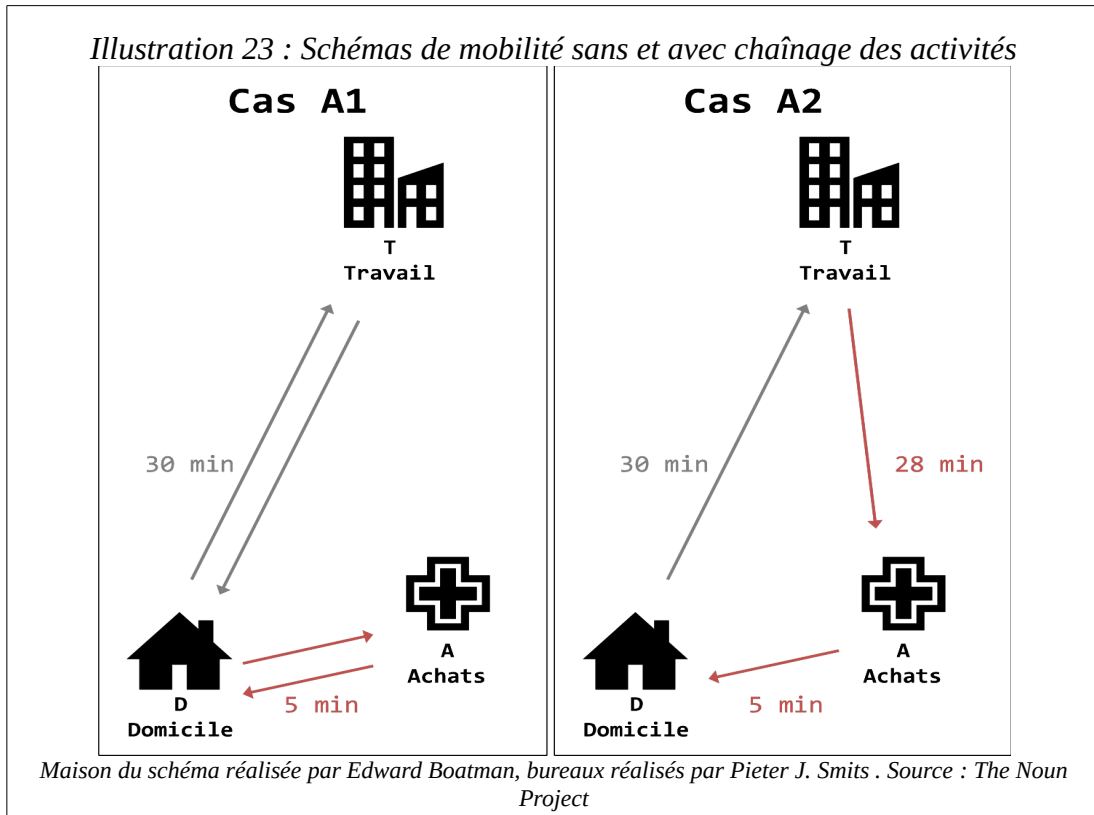 Illustration 23 : Schémas de mobilité sans et avec chaînage des activités
Cas A1
T
Travail
30 min
A
Achats
D
Domicile
5 min
Cas A2
T
Travail
30 min
28 min
A
Achats
D
Domicile
5 min
Maison du schéma réalisée par Edward Boatman, bureaux réalisés par Pieter J. Smits . Source : The Noun
Project